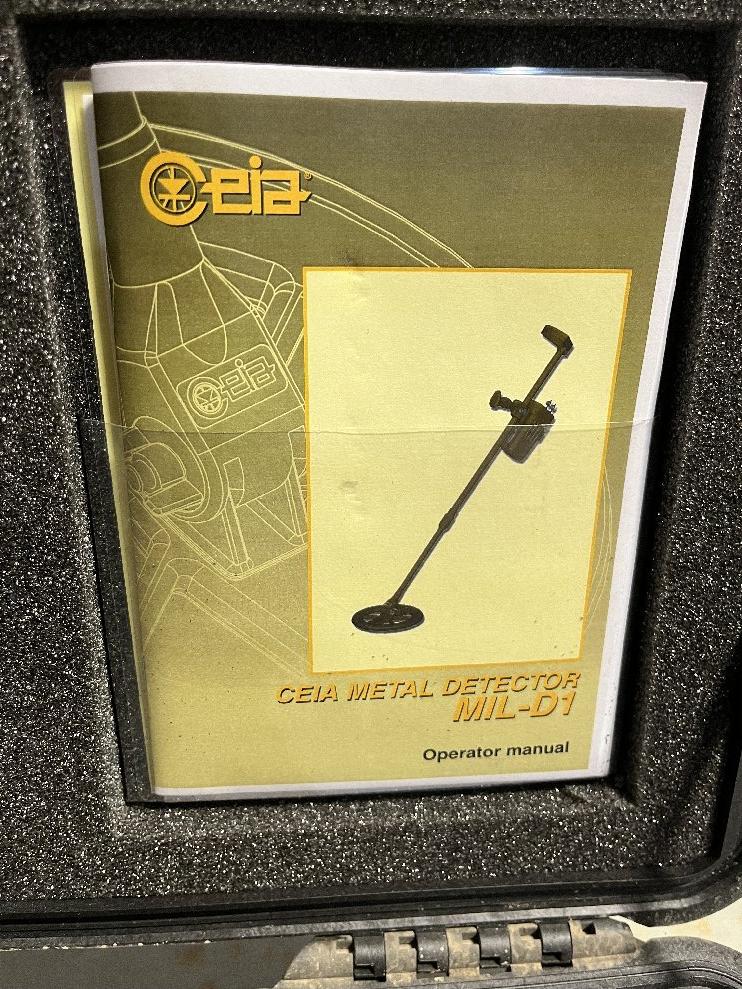 Ceia®
Ceia
CEIA METAL DETECTOR
MIL-D1
Operator manual